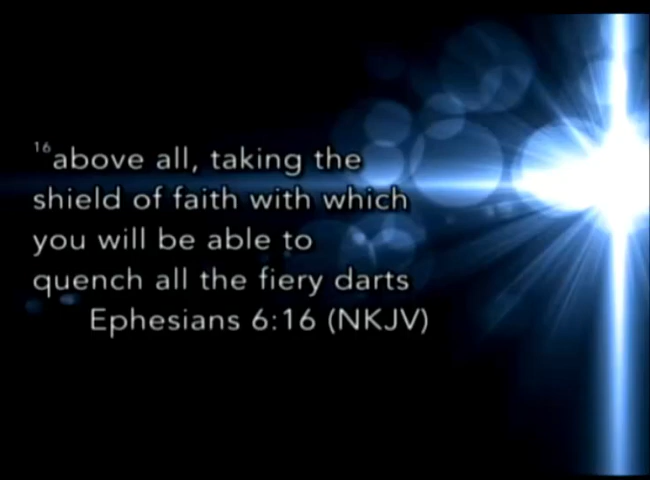 16above all, taking the
shield of faith with which
you will be able to
quench all the fiery darts
Ephesians 6:16 (NKJV)